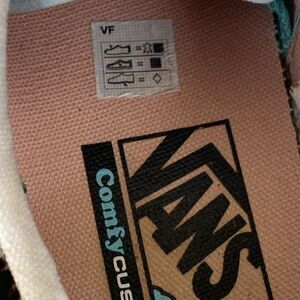 VF
=
=
=
VANS
ComfyCUS